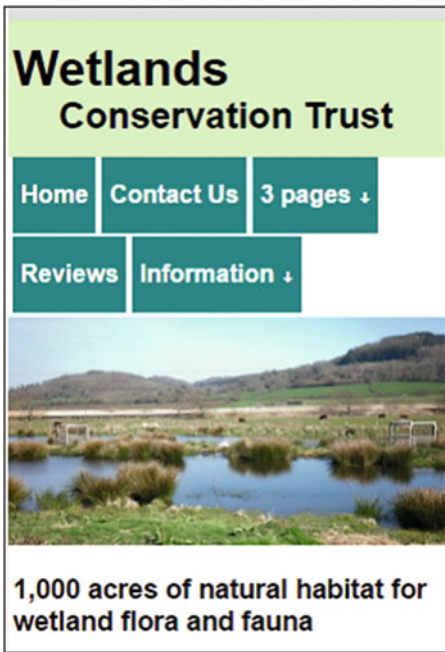 Wetlands
Conservation Trust
Home Contact Us 3 pages ↓
Reviews Information ↓
1,000 acres of natural habitat for
wetland flora and fauna